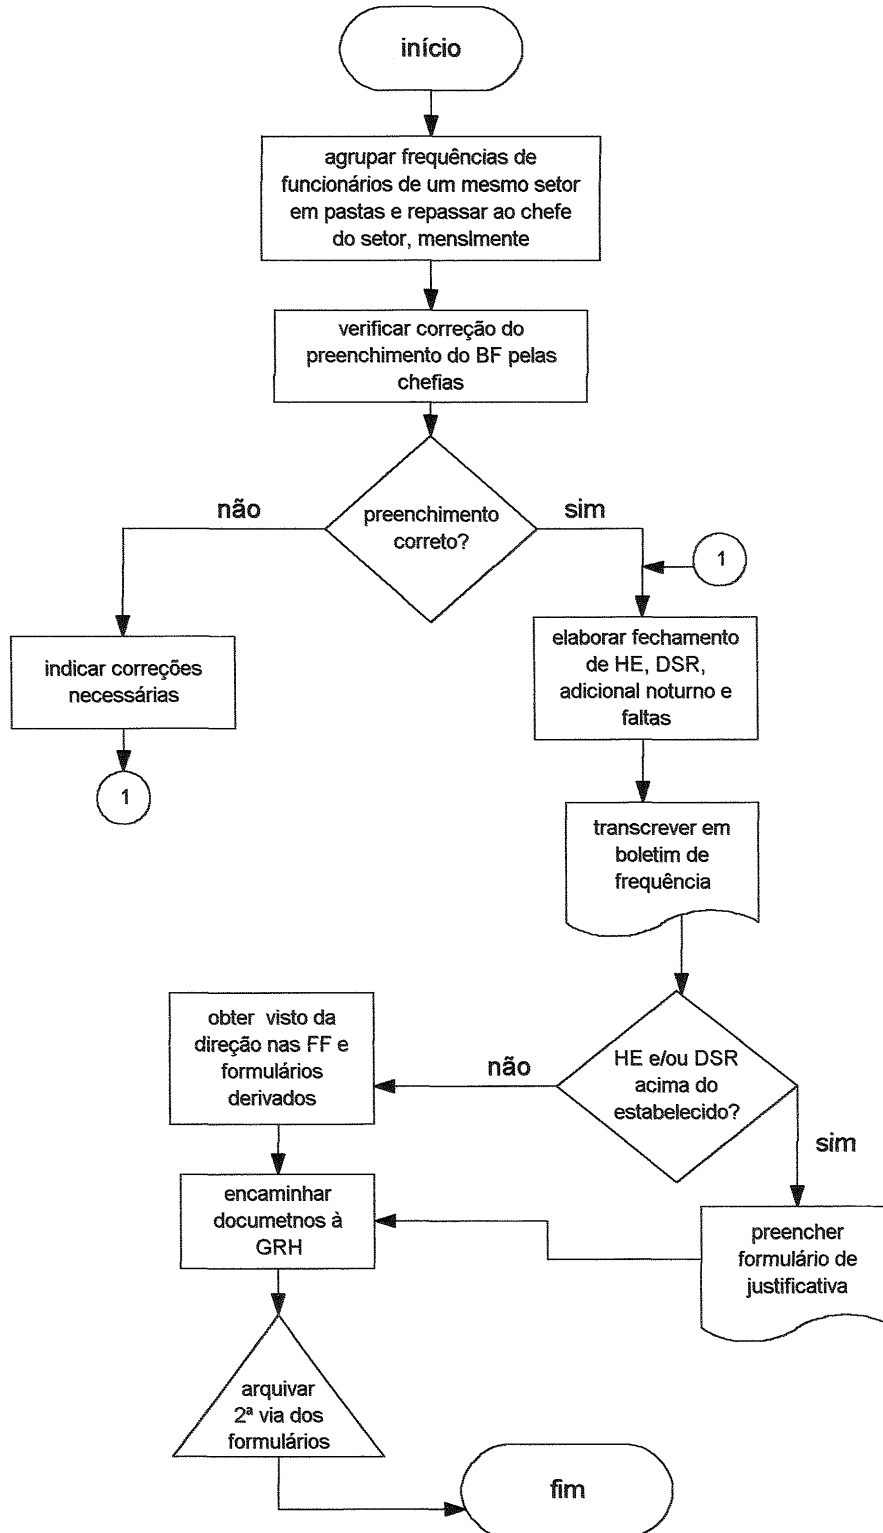 início
agrupar frequências de
funcionários de um mesmo setor
em pastas e repassar ao chefe
do setor, menslmente
verificar correção do
preenchimento do BF pelas
chefias
não
preenchimento
correto?
sim
1
indicar correções
necessárias
1
elaborar fechamento
de HE, DSR,
adicional noturno e
faltas
transcrever em
boletim de
frequência
HE e/ou DSR
acima do
estabelecido?
não
sim
obter visto da
direção nas FF e
formulários
derivados
encaminhar
documetnos à
GRH
preencher
formulário de
justificativa
arquivar
2ª via dos
formulários
fim